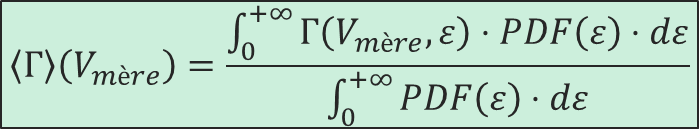 ⟨Γ⟩(V_mère) = ∫_0^{+∞} Γ(V_mère, ε) · PDF(ε) · dε / ∫_0^{+∞} PDF(ε) · dε